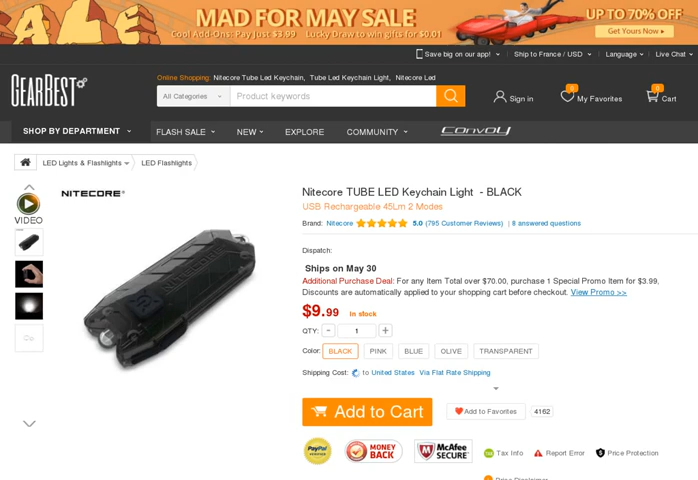 ALE
MAD FOR MAY SALE
Cool Add-Ons: Pay Just $3.99 Lucky Draw to win gifts for $0.01
UP TO 70% OFF
Get Yours Now ▸
Save big on our app!
Ship to France / USD
Language
Live Chat
GEARBEST
Online Shopping: Nitecore Tube Led Keychain, Tube Led Keychain Light, Nitecore Led
All Categories
Product keywords
Sign in
0
My Favorites
0
Cart
SHOP BY DEPARTMENT
FLASH SALE
NEW
EXPLORE
COMMUNITY
CONVOY
LED Lights & Flashlights
LED Flashlights
VIDEO
NITECORE®
NITECORE
Nitecore TUBE LED Keychain Light - BLACK
USB Rechargeable 45Lm 2 Modes
Brand: Nitecore 5.0 (795 Customer Reviews) | 8 answered questions
Dispatch:
Ships on May 30
Additional Purchase Deal: For any Item Total over $70.00, purchase 1 Special Promo Item for $3.99,
Discounts are automatically applied to your shopping cart before checkout. View Promo >>
$9.99 In stock
QTY: - 1 +
Color: BLACK PINK BLUE OLIVE TRANSPARENT
Shipping Cost: to United States Via Flat Rate Shipping
Add to Cart
Add to Favorites
4162
PayPal
VERIFIED
MONEY
BACK
McAfee
SECURE™
Tax Info
Report Error
Price Protection
Price Disclaimer